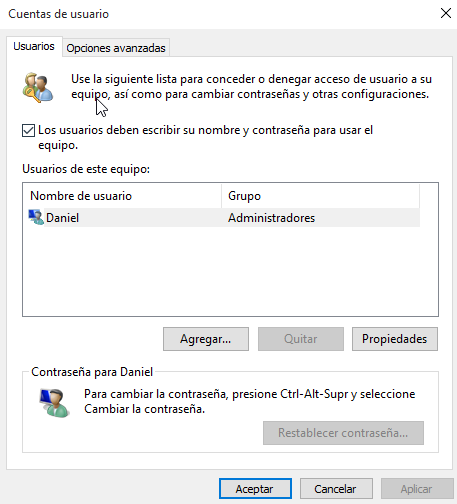 Cuentas de usuario
Usuarios
Opciones avanzadas
Use la siguiente lista para conceder o denegar acceso de usuario a su
equipo, así como para cambiar contraseñas y otras configuraciones.
Los usuarios deben escribir su nombre y contraseña para usar el
equipo.
Usuarios de este equipo:
Nombre de usuario
Grupo
Daniel
Administradores
Agregar...
Quitar
Propiedades
Contraseña para Daniel
Para cambiar la contraseña, presione Ctrl-Alt-Supr y seleccione
Cambiar la contraseña.
Restablecer contraseña...
Aceptar
Cancelar
Aplicar